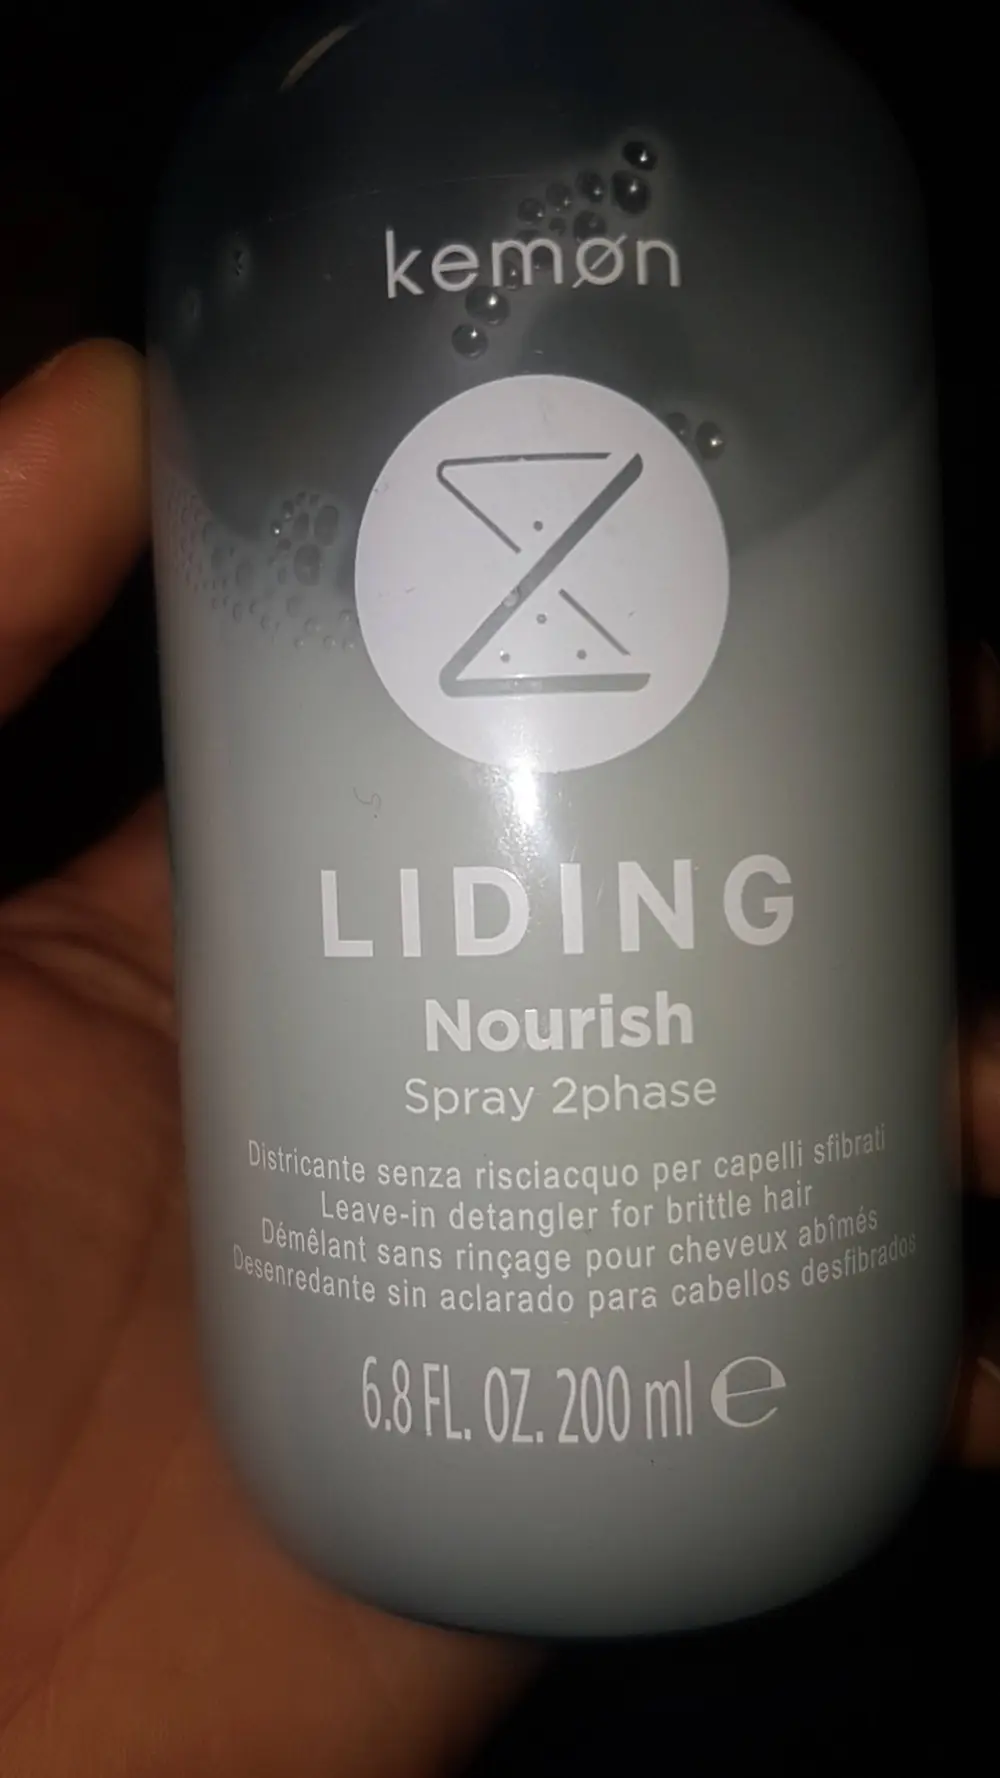 kemøn
LIDING
Nourish
Spray 2phase
Districante senza risciacquo per capelli sfibrati
Leave-in detangler for brittle hair
Démêlant sans rinçage pour cheveux abîmés
Desenredante sin aclarado para cabellos desfibrados
6.8 FL. OZ. 200 ml ℮